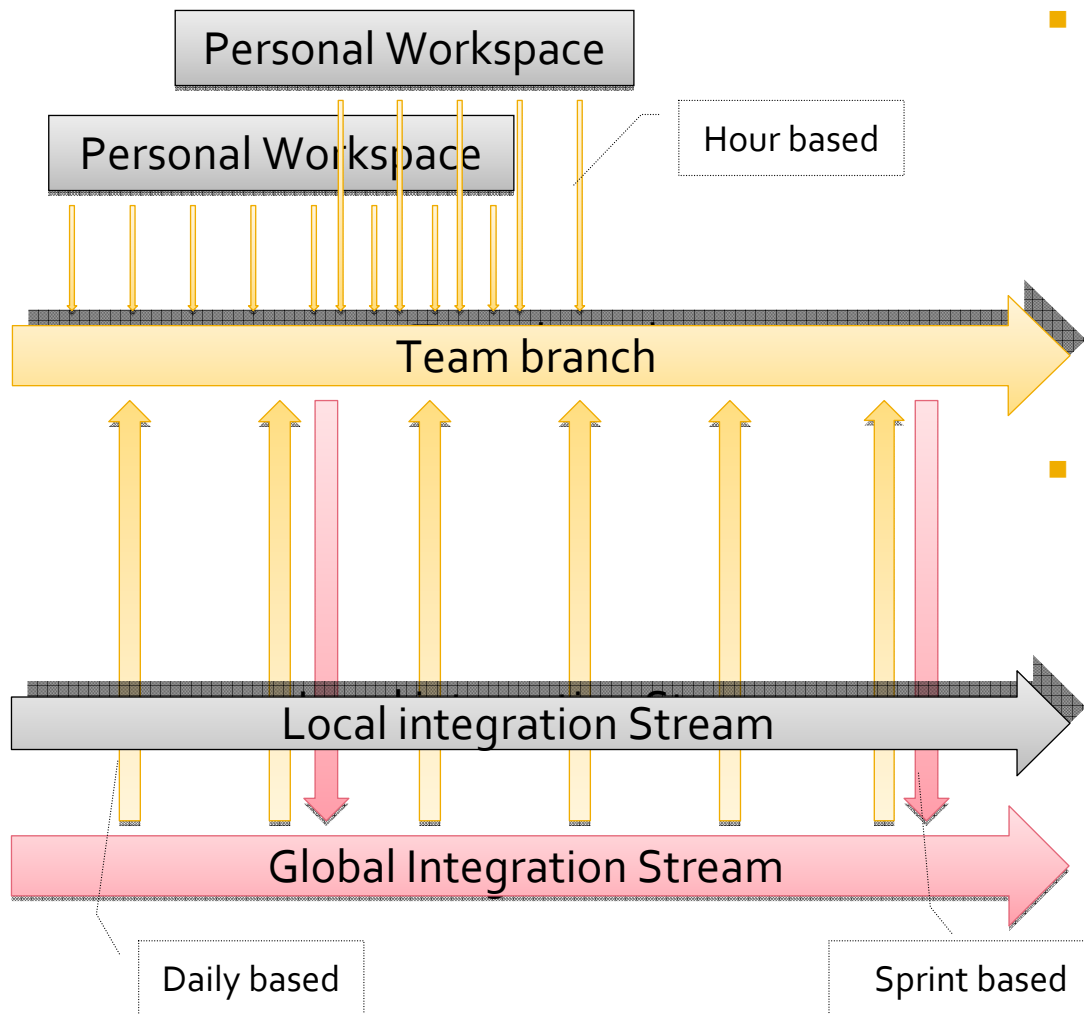 Personal Workspace
Personal Workspace
Hour based
Team branch
Local integration Stream
Global Integration Stream
Daily based
Sprint based